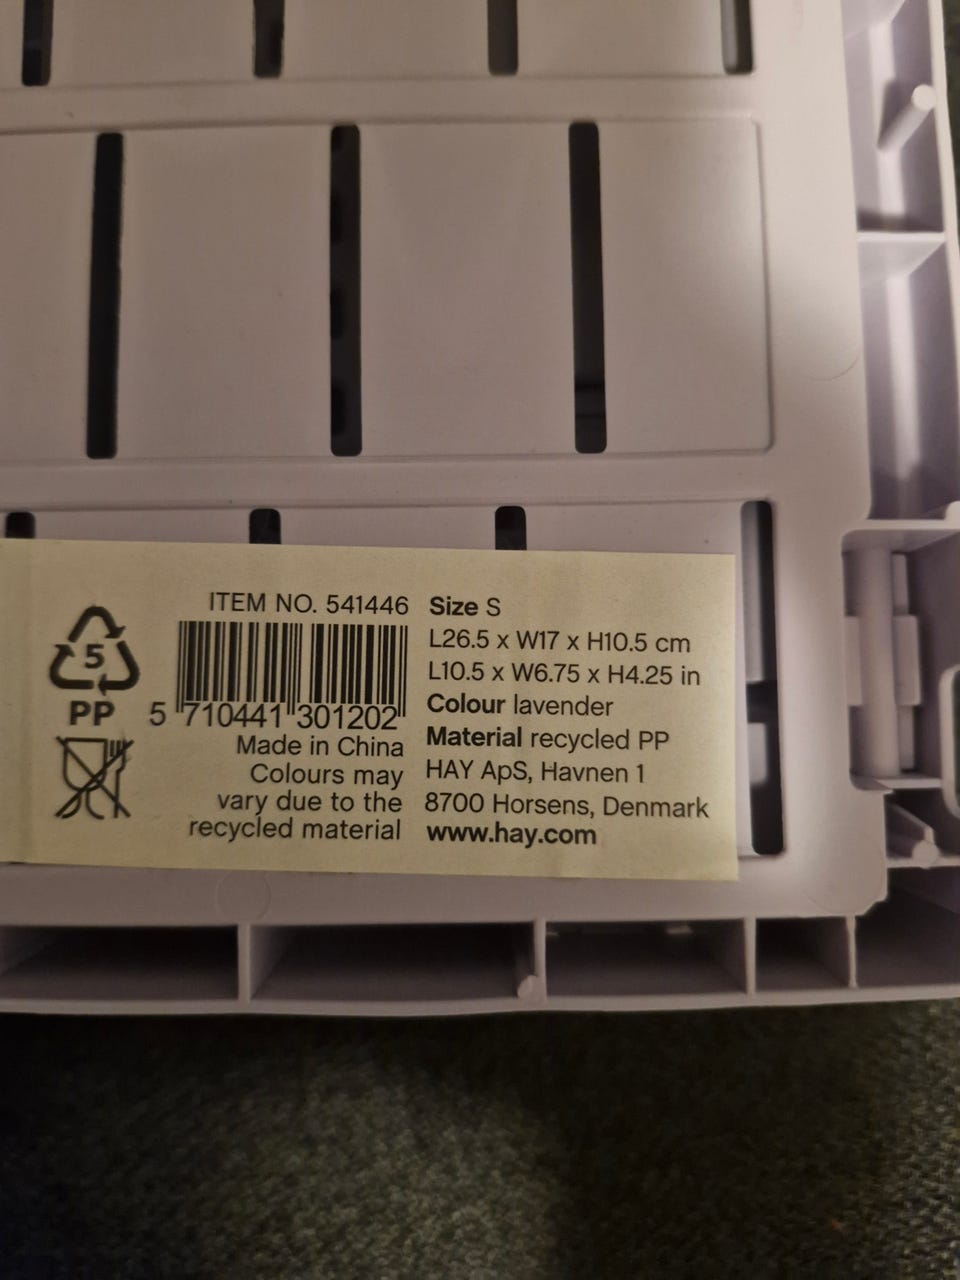 5
PP
ITEM NO. 541446
5 710441 301202
Made in China
Colours may
vary due to the
recycled material
Size S
L26.5 x W17 x H10.5 cm
L10.5 x W6.75 x H4.25 in
Colour lavender
Material recycled PP
HAY ApS, Havnen 1
8700 Horsens, Denmark
www.hay.com